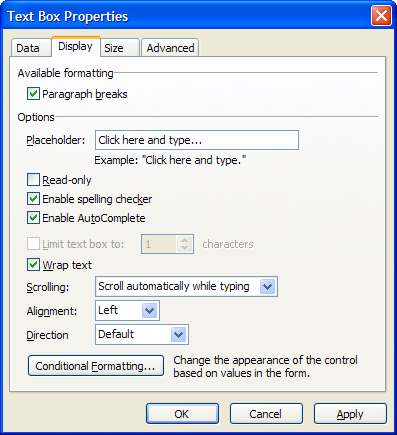 Text Box Properties
Data Display Size Advanced
Available formatting
Paragraph breaks
Options
Placeholder: Click here and type...
Example: "Click here and type."
Read-only
Enable spelling checker
Enable AutoComplete
Limit text box to: 1 characters
Wrap text
Scrolling: Scroll automatically while typing
Alignment: Left
Direction Default
Conditional Formatting... Change the appearance of the control
based on values in the form.
OK Cancel Apply